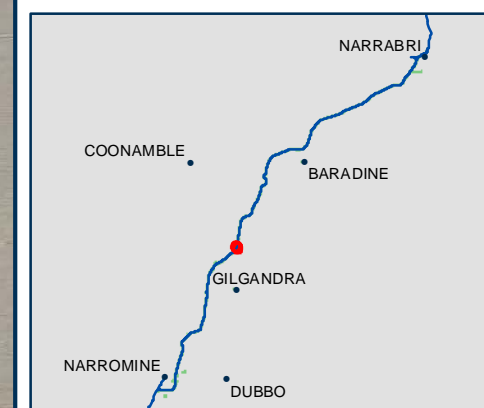 NARRABRI
COONAMBLE
BARADINE
GILGANDRA
NARROMINE
DUBBO